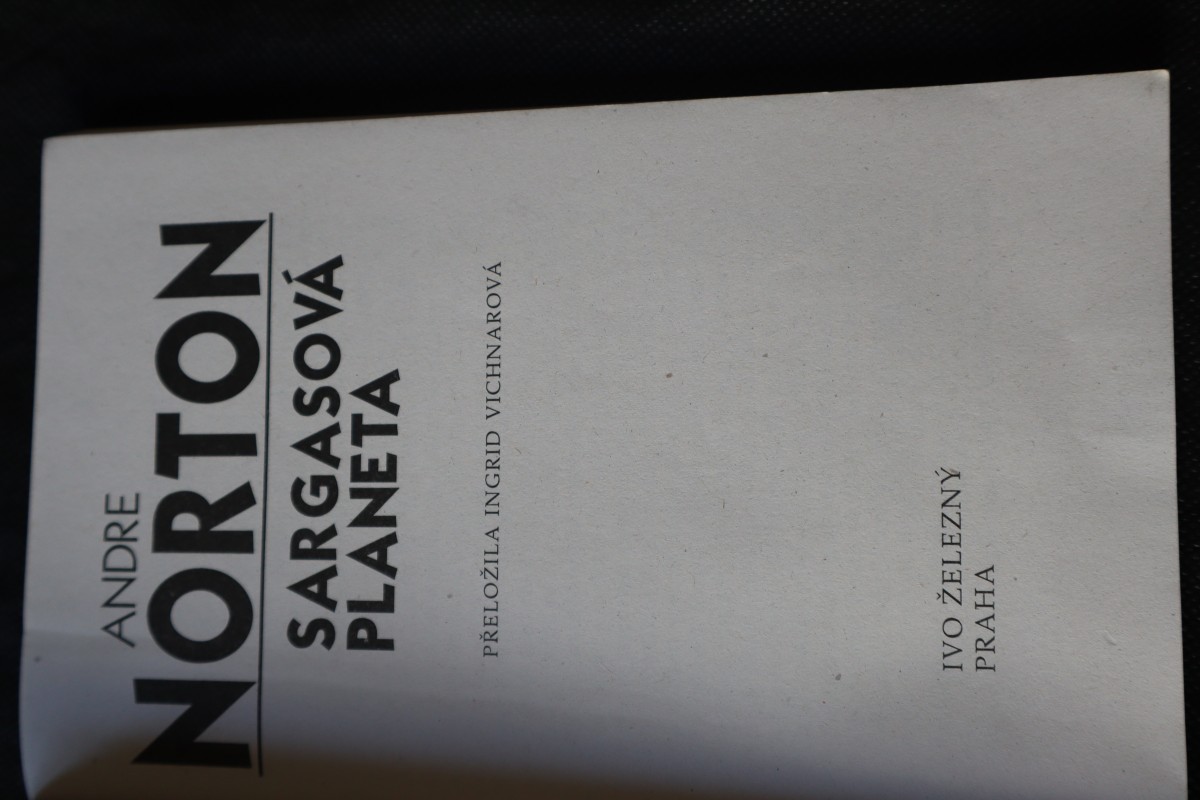 ANDRE
NORTON
SARGASOVÁ
PLANETA
PŘELOŽILA INGRID VICHNAROVÁ
IVO ŽELEZNÝ
PRAHA